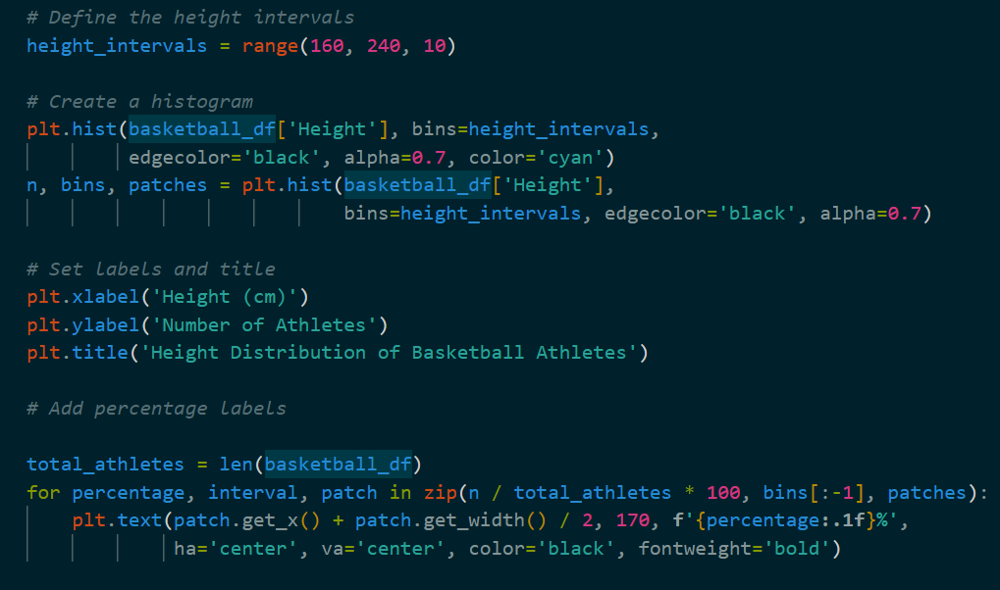 # Define the height intervals
height_intervals = range(160, 240, 10)
# Create a histogram
plt.hist(basketball_df['Height'], bins=height_intervals,
edgecolor='black', alpha=0.7, color='cyan')
n, bins, patches = plt.hist(basketball_df['Height'],
bins=height_intervals, edgecolor='black', alpha=0.7)
# Set labels and title
plt.xlabel('Height (cm)')
plt.ylabel('Number of Athletes')
plt.title('Height Distribution of Basketball Athletes')
# Add percentage labels
total_athletes = len(basketball_df)
for percentage, interval, patch in zip(n / total_athletes * 100, bins[:-1], patches):
plt.text(patch.get_x() + patch.get_width() / 2, 170, f'{percentage:.1f}%',
ha='center', va='center', color='black', fontweight='bold')